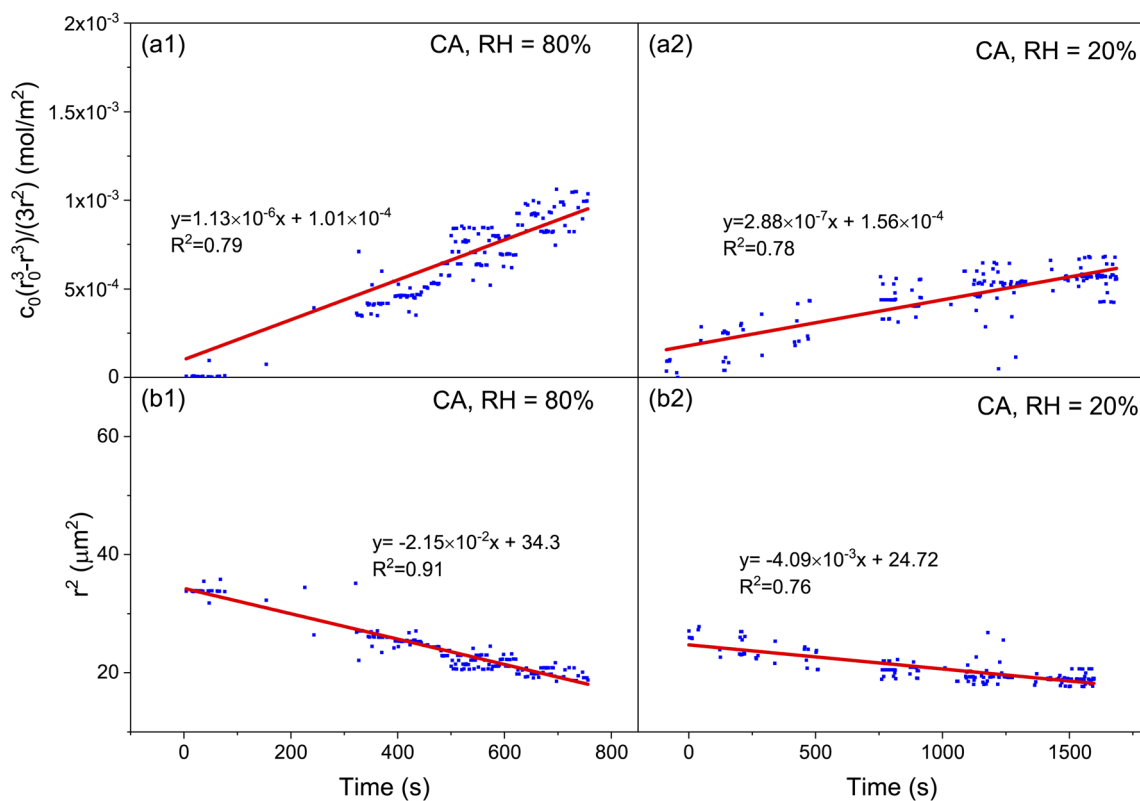 (a1)
CA, RH = 80%
(a2)
CA, RH = 20%
2x10⁻³
1.5x10⁻³
1x10⁻³
5x10⁻⁴
0
c₀(r₀³-r³)/(3r²) (mol/m²)
y=1.13×10⁻⁶x + 1.01×10⁻⁴
R²=0.79
y=2.88×10⁻⁷x + 1.56×10⁻⁴
R²=0.78
(b1)
CA, RH = 80%
(b2)
CA, RH = 20%
60
40
20
r² (μm²)
y= -2.15×10⁻²x + 34.3
R²=0.91
y= -4.09×10⁻³x + 24.72
R²=0.76
0 200 400 600 800
0 500 1000 1500
Time (s)
Time (s)